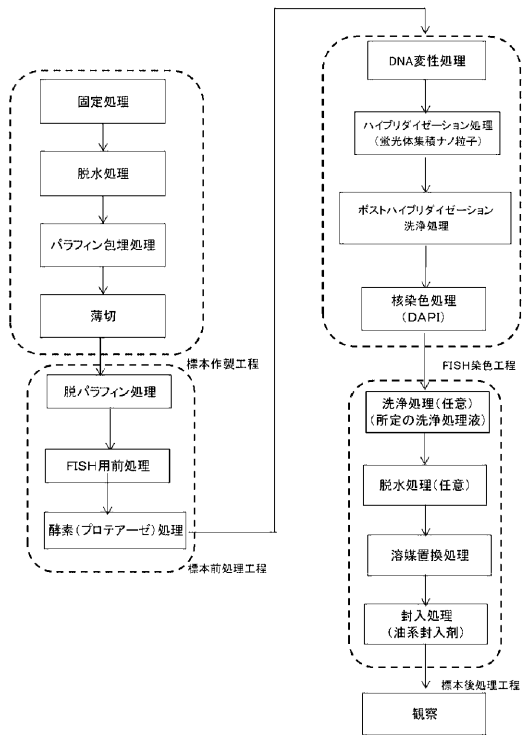 固定処理
脱水処理
パラフィン包埋処理
薄切
標本作製工程
脱パラフィン処理
FISH用前処理
酵素(プロテアーゼ)処理
標本前処理工程
DNA変性処理
ハイブリダイゼーション処理
(蛍光体集積ナノ粒子)
ポストハイブリダイゼーション
洗浄処理
核染色処理
(DAPI)
FISH染色工程
洗浄処理(任意)
(所定の洗浄処理液)
脱水処理(任意)
溶媒置換処理
封入処理
(油系封入剤)
標本後処理工程
観察